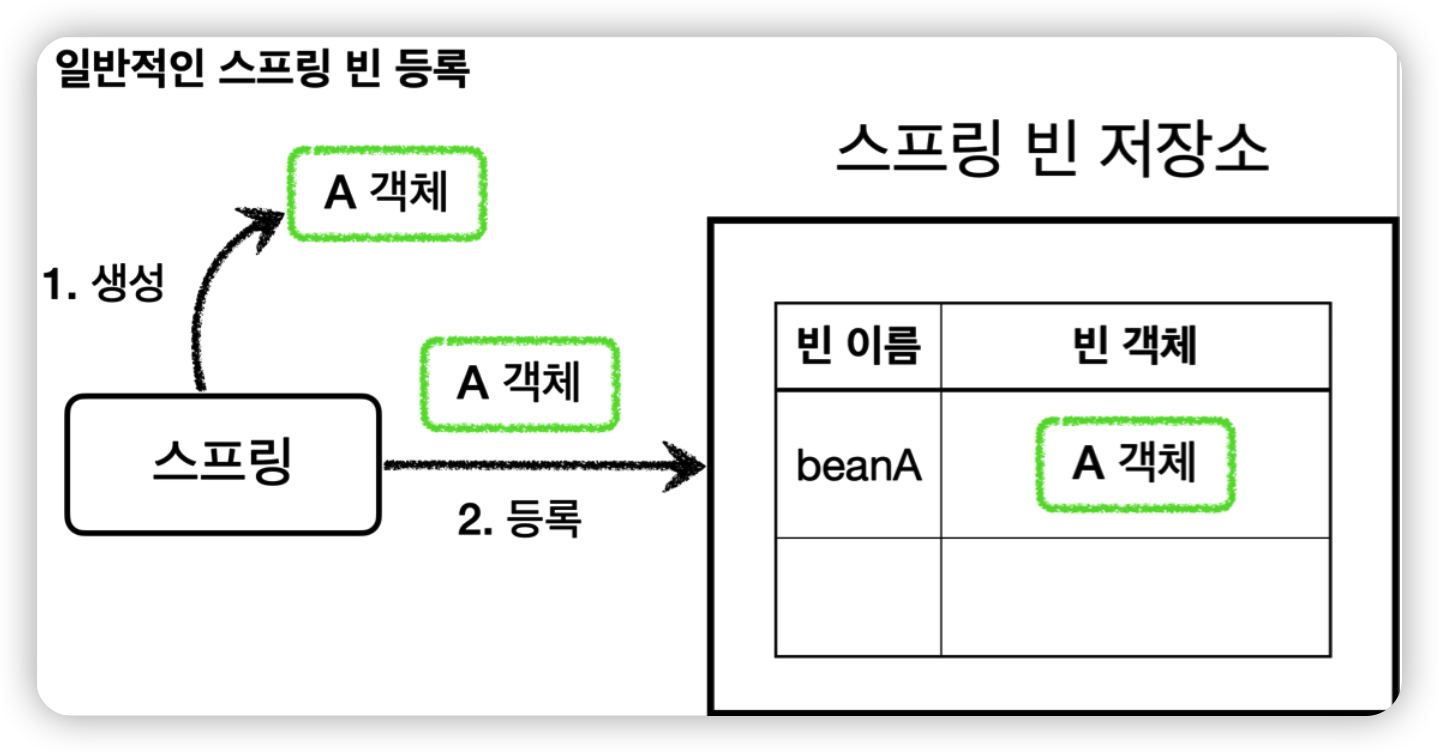 일반적인 스프링 빈 등록
스프링 빈 저장소
A 객체
1. 생성
A 객체
스프링
2. 등록
빈 이름 빈 객체
beanA A 객체